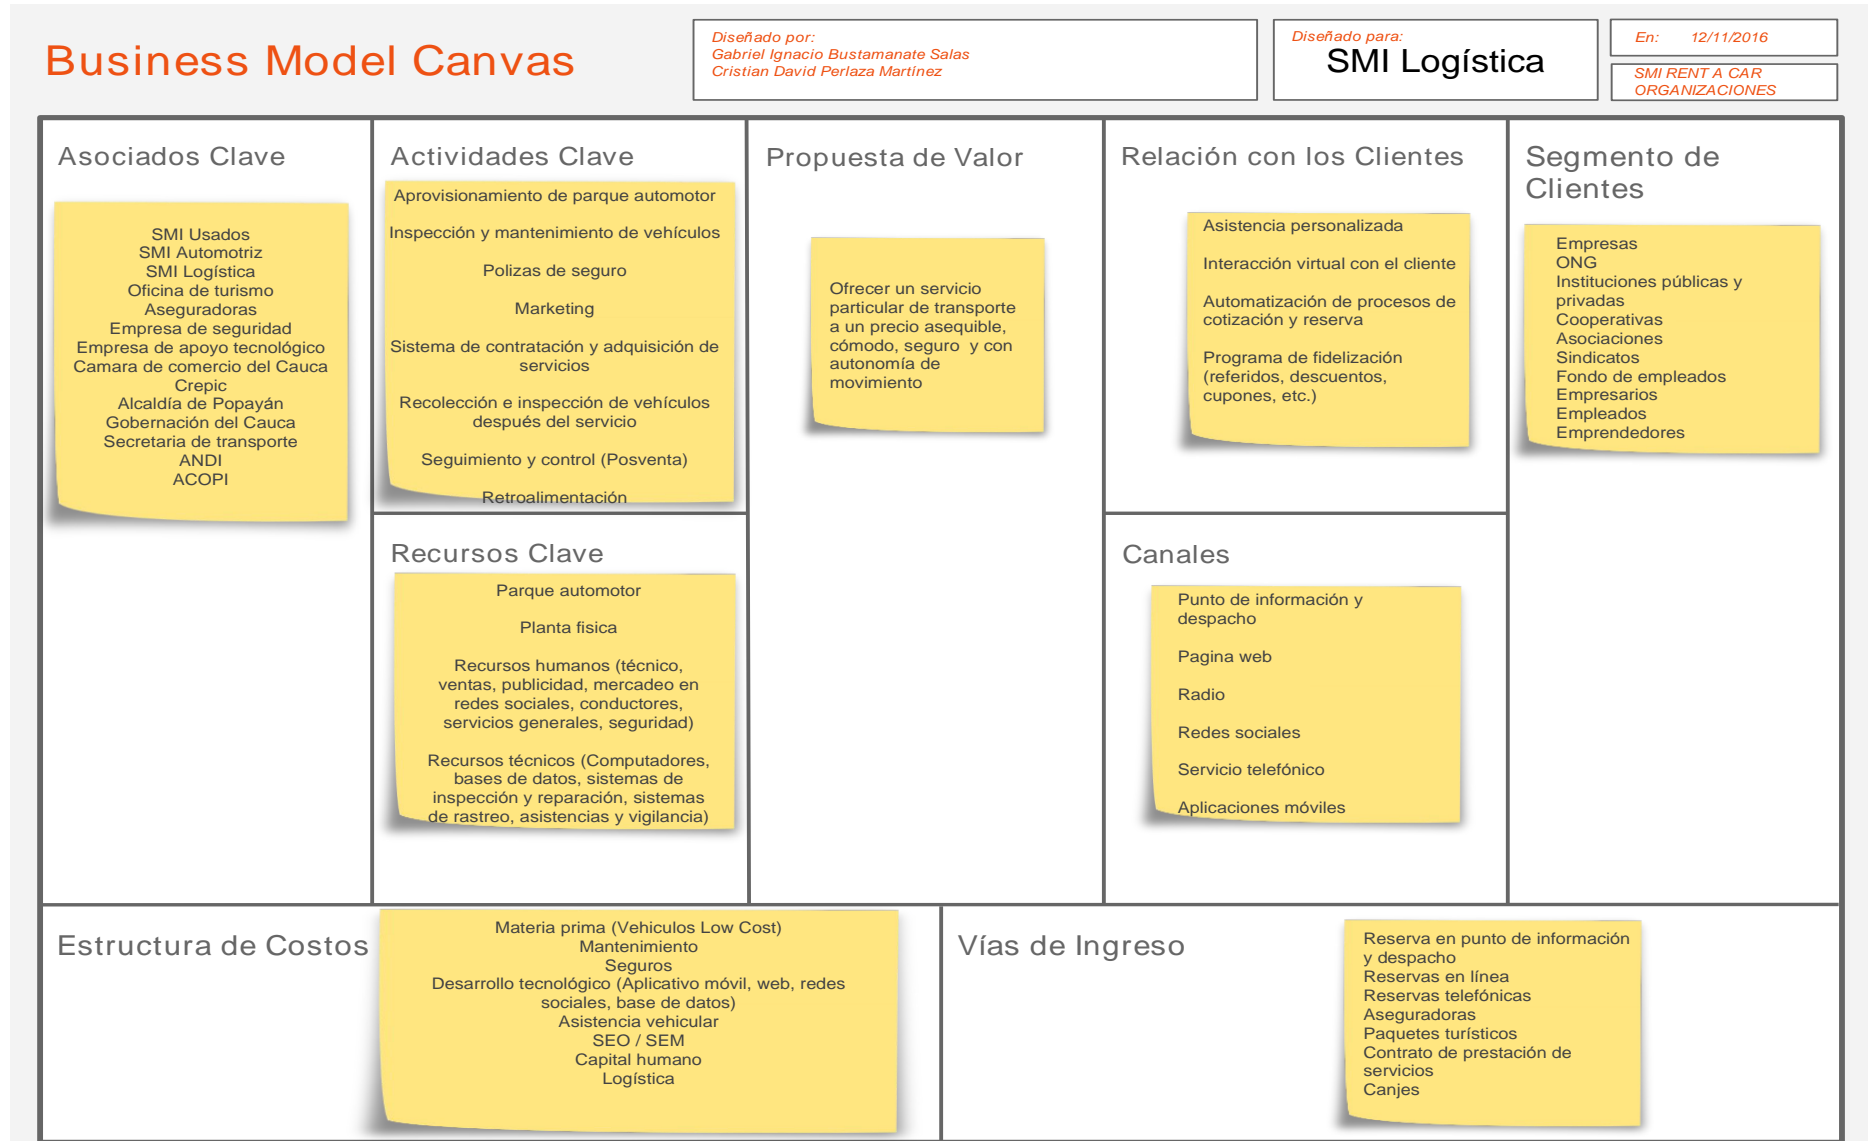 Business Model Canvas
Diseñado por:
Gabriel Ignacio Bustamanate Salas
Cristian David Perlaza Martínez
Diseñado para:
SMI Logística
En: 12/11/2016
SMI RENT A CAR
ORGANIZACIONES
Asociados Clave
SMI Usados
SMI Automotriz
SMI Logística
Oficina de turismo
Aseguradoras
Empresa de seguridad
Empresa de apoyo tecnológico
Camara de comercio del Cauca
Crepic
Alcaldía de Popayán
Gobernación del Cauca
Secretaria de transporte
ANDI
ACOPI
Actividades Clave
Aprovisionamiento de parque automotor
Inspección y mantenimiento de vehículos
Polizas de seguro
Marketing
Sistema de contratación y adquisición de
servicios
Recolección e inspección de vehículos
después del servicio
Seguimiento y control (Posventa)
Retroalimentación
Recursos Clave
Parque automotor
Planta fisica
Recursos humanos (técnico,
ventas, publicidad, mercadeo en
redes sociales, conductores,
servicios generales, seguridad)
Recursos técnicos (Computadores,
bases de datos, sistemas de
inspección y reparación, sistemas
de rastreo, asistencias y vigilancia)
Propuesta de Valor
Ofrecer un servicio
particular de transporte
a un precio asequible,
cómodo, seguro y con
autonomía de
movimiento
Relación con los Clientes
Asistencia personalizada
Interacción virtual con el cliente
Automatización de procesos de
cotización y reserva
Programa de fidelización
(referidos, descuentos,
cupones, etc.)
Canales
Punto de información y
despacho
Pagina web
Radio
Redes sociales
Servicio telefónico
Aplicaciones móviles
Segmento de
Clientes
Empresas
ONG
Instituciones públicas y
privadas
Cooperativas
Asociaciones
Sindicatos
Fondo de empleados
Empresarios
Empleados
Emprendedores
Estructura de Costos
Materia prima (Vehiculos Low Cost)
Mantenimiento
Seguros
Desarrollo tecnológico (Aplicativo móvil, web, redes
sociales, base de datos)
Asistencia vehicular
SEO / SEM
Capital humano
Logística
Vías de Ingreso
Reserva en punto de información
y despacho
Reservas en línea
Reservas telefónicas
Aseguradoras
Paquetes turísticos
Contrato de prestación de
servicios
Canjes